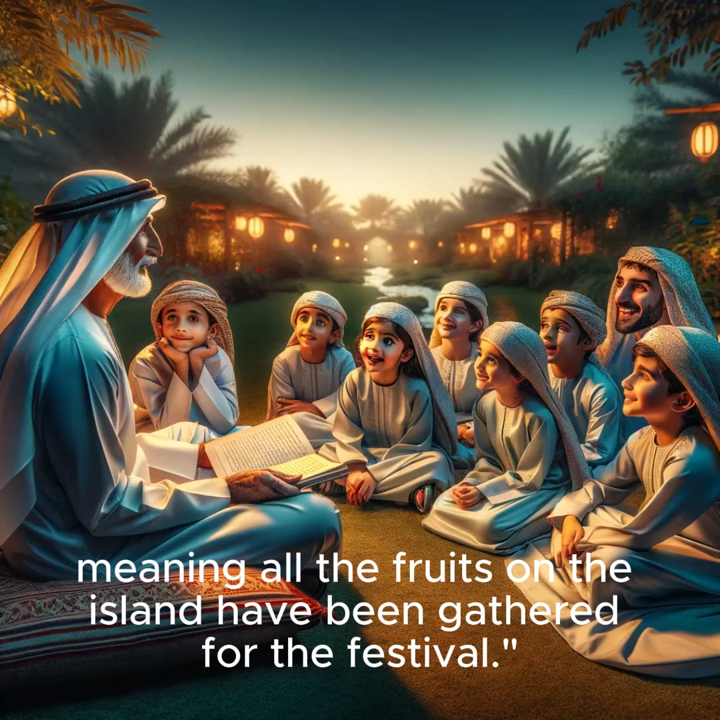 meaning all the fruits on the
island have been gathered
for the festival."